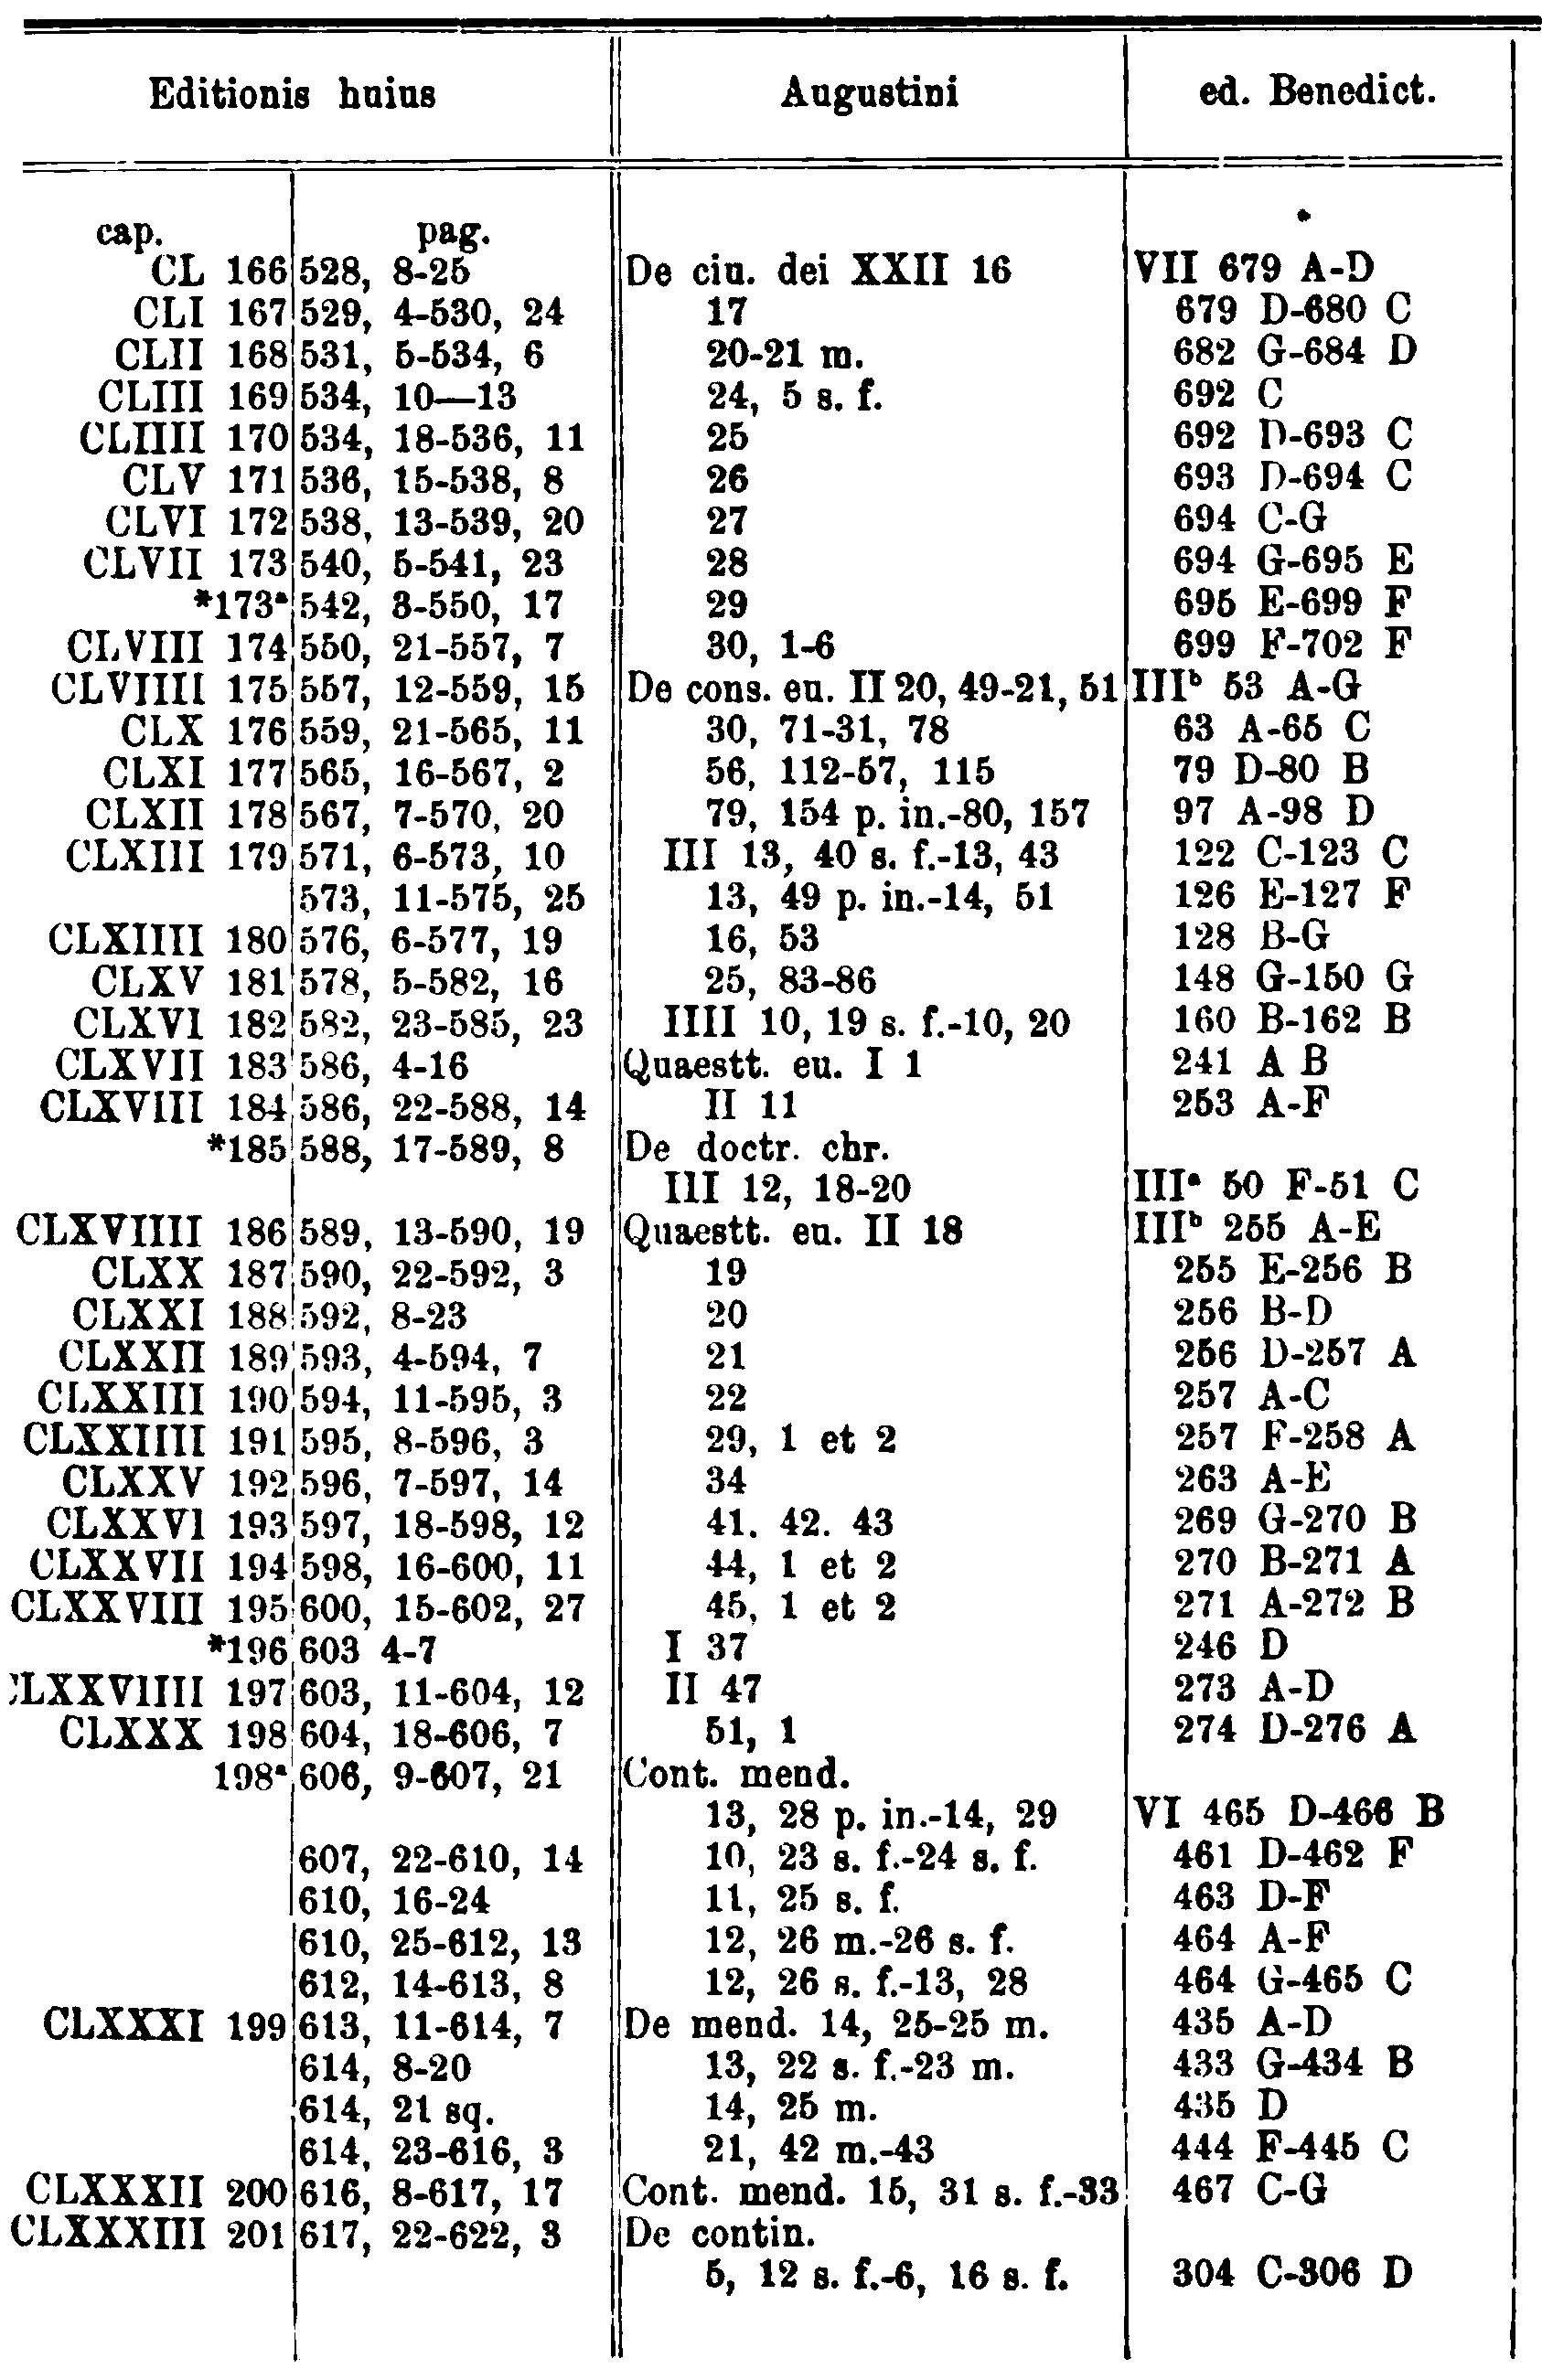 Editionis huius Augustini ed. Benedict.
cap. pag.
CL 166 528, 8-25 De ciu. dei XXII 16 VII 679 A-D
CLI 167 529, 4-530, 24 17 679 D-680 C
CLII 168 531, 5-534, 6 20-21 m. 682 G-684 D
CLIII 169 534, 10—13 24, 5 s. f. 692 C
CLIIII 170 534, 18-536, 11 25 692 D-693 C
CLV 171 536, 15-538, 8 26 693 D-694 C
CLVI 172 538, 13-539, 20 27 694 C-G
CLVII 173 540, 5-541, 23 28 694 G-695 E
*173ᵃ 542, 3-550, 17 29 695 E-699 F
CLVIII 174 550, 21-557, 7 30, 1-6 699 F-702 F
CLVIIII 175 557, 12-559, 15 De cons. eu. II 20, 49-21, 51 IIIᵇ 53 A-G
CLX 176 559, 21-565, 11 30, 71-31, 78 63 A-65 C
CLXI 177 565, 16-567, 2 56, 112-57, 115 79 D-80 B
CLXII 178 567, 7-570, 20 79, 154 p. in.-80, 157 97 A-98 D
CLXIII 179 571, 6-573, 10 III 13, 40 s. f.-13, 43 122 C-123 C
573, 11-575, 25 13, 49 p. in.-14, 51 126 E-127 F
CLXIIII 180 576, 6-577, 19 16, 53 128 B-G
CLXV 181 578, 5-582, 16 25, 83-86 148 G-150 G
CLXVI 182 582, 23-585, 23 IIII 10, 19 s. f.-10, 20 160 B-162 B
CLXVII 183 586, 4-16 Quaestt. eu. I 1 241 A B
CLXVIII 184 586, 22-588, 14 II 11 253 A-F
*185 588, 17-589, 8 De doctr. chr.
III 12, 18-20 IIIᵃ 50 F-51 C
CLXVIIII 186 589, 13-590, 19 Quaestt. eu. II 18 IIIᵇ 255 A-E
CLXX 187 590, 22-592, 3 19 255 E-256 B
CLXXI 188 592, 8-23 20 256 B-D
CLXXII 189 593, 4-594, 7 21 256 D-257 A
CLXXIII 190 594, 11-595, 3 22 257 A-C
CLXXIIII 191 595, 8-596, 3 29, 1 et 2 257 F-258 A
CLXXV 192 596, 7-597, 14 34 263 A-E
CLXXVI 193 597, 18-598, 12 41. 42. 43 269 G-270 B
CLXXVII 194 598, 16-600, 11 44, 1 et 2 270 B-271 A
CLXXVIII 195 600, 15-602, 27 45, 1 et 2 271 A-272 B
*196 603 4-7 I 37 246 D
CLXXVIIII 197 603, 11-604, 12 II 47 273 A-D
CLXXX 198 604, 18-606, 7 51, 1 274 D-276 A
198ᵃ 606, 9-607, 21 Cont. mend.
13, 28 p. in.-14, 29 VI 465 D-466 B
607, 22-610, 14 10, 23 s. f.-24 s. f. 461 D-462 F
610, 16-24 11, 25 s. f. 463 D-F
610, 25-612, 13 12, 26 m.-26 s. f. 464 A-F
612, 14-613, 8 12, 26 s. f.-13, 28 464 G-465 C
CLXXXI 199 613, 11-614, 7 De mend. 14, 25-25 m. 435 A-D
614, 8-20 13, 22 s. f.-23 m. 433 G-434 B
614, 21 sq. 14, 25 m. 435 D
614, 23-616, 3 21, 42 m.-43 444 F-445 C
CLXXXII 200 616, 8-617, 17 Cont. mend. 15, 31 s. f.-33 467 C-G
CLXXXIII 201 617, 22-622, 3 De contin.
5, 12 s. f.-6, 16 s. f. 304 C-306 D